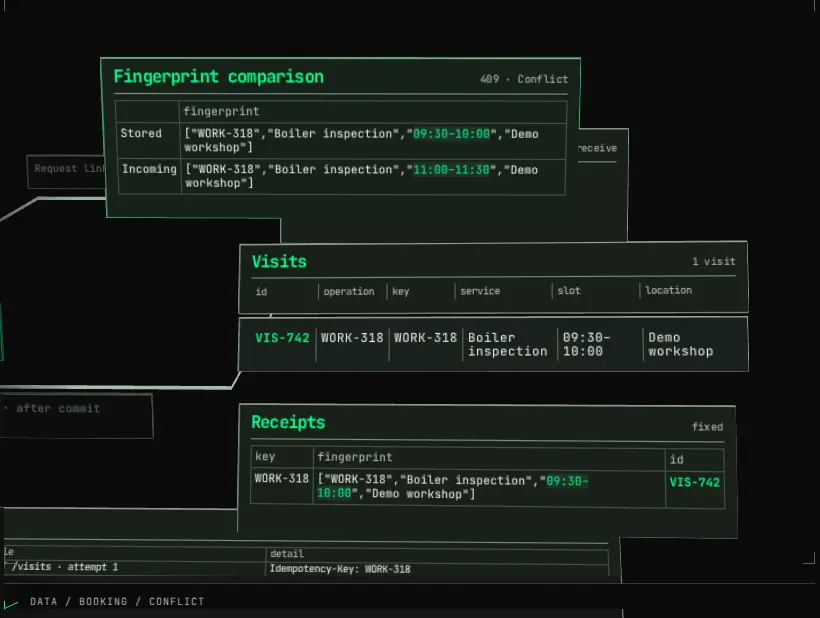 Fingerprint comparison
409 · Conflict
fingerprint
Stored
["WORK-318","Boiler inspection","09:30-10:00","Demo
workshop"]
Incoming
["WORK-318","Boiler inspection","11:00-11:30","Demo
workshop"]
receive
Request
Visits
1 visit
id operation key service slot location
VIS-742 WORK-318 WORK-318 Boiler 09:30– Demo
inspection 10:00 workshop
· after commit
Receipts
fixed
key fingerprint id
WORK-318 ["WORK-318","Boiler inspection","09:30- VIS-742
10:00","Demo workshop"]
detail
/visits · attempt 1 Idempotency-Key: WORK-318
DATA / BOOKING / CONFLICT